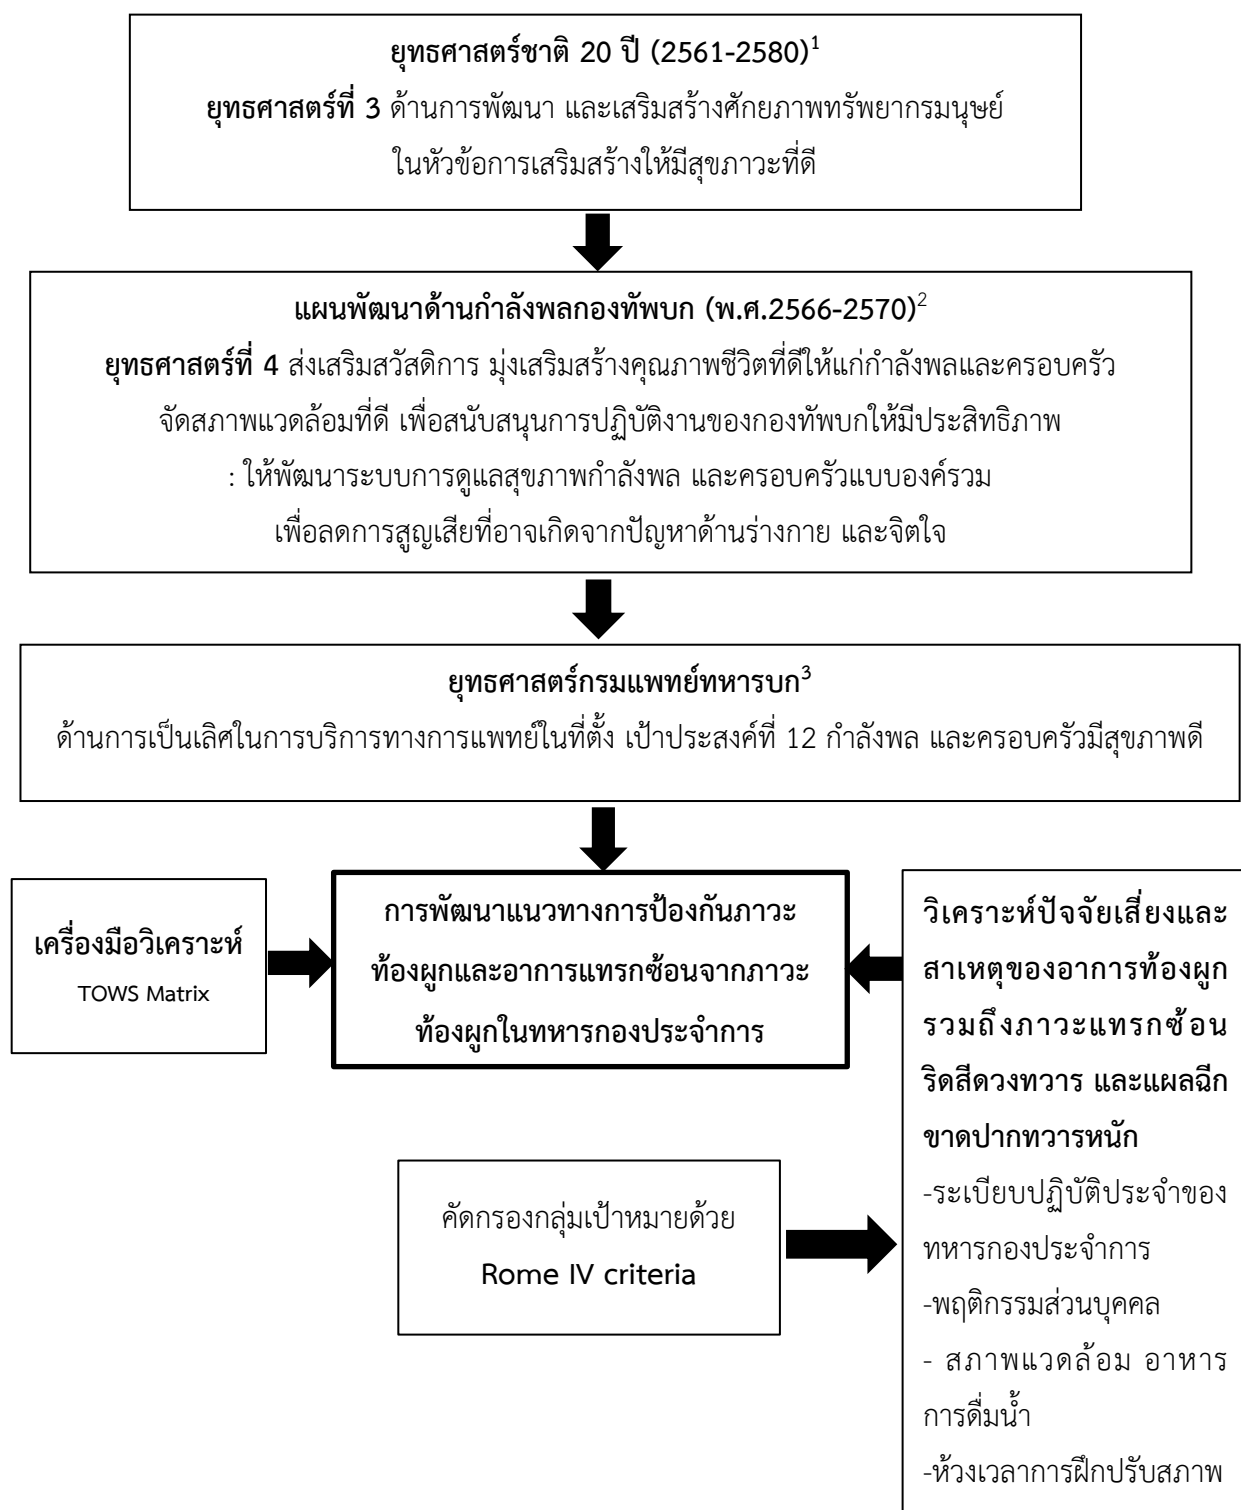 ยุทธศาสตร์ชาติ 20 ปี (2561-2580)1
ยุทธศาสตร์ที่ 3 ด้านการพัฒนา และเสริมสร้างศักยภาพทรัพยากรมนุษย์
ในหัวข้อการเสริมสร้างให้มีสุขภาวะที่ดี
แผนพัฒนาด้านกำลังพลกองทัพบก (พ.ศ.2566-2570)2
ยุทธศาสตร์ที่ 4 ส่งเสริมสวัสดิการ มุ่งเสริมสร้างคุณภาพชีวิตที่ดีให้แก่กำลังพลและครอบครัว
จัดสภาพแวดล้อมที่ดี เพื่อสนับสนุนการปฏิบัติงานของกองทัพบกให้มีประสิทธิภาพ
: ให้พัฒนาระบบการดูแลสุขภาพกำลังพล และครอบครัวแบบองค์รวม
เพื่อลดการสูญเสียที่อาจเกิดจากปัญหาด้านร่างกาย และจิตใจ
ยุทธศาสตร์กรมแพทย์ทหารบก3
ด้านการเป็นเลิศในการบริการทางการแพทย์ในที่ตั้ง เป้าประสงค์ที่ 12 กำลังพล และครอบครัวมีสุขภาพดี
เครื่องมือวิเคราะห์
TOWS Matrix
การพัฒนาแนวทางการป้องกันภาวะ
ท้องผูกและอาการแทรกซ้อนจากภาวะ
ท้องผูกในทหารกองประจำการ
วิเคราะห์ปัจจัยเสี่ยงและ
สาเหตุของอาการท้องผูก
รวมถึงภาวะแทรกซ้อน
ริดสีดวงทวาร และแผลฉีก
ขาดปากทวารหนัก
-ระเบียบปฏิบัติประจำของ
ทหารกองประจำการ
-พฤติกรรมส่วนบุคคล
- สภาพแวดล้อม อาหาร
การดื่มน้ำ
-ห้วงเวลาการฝึกปรับสภาพ
คัดกรองกลุ่มเป้าหมายด้วย
Rome IV criteria